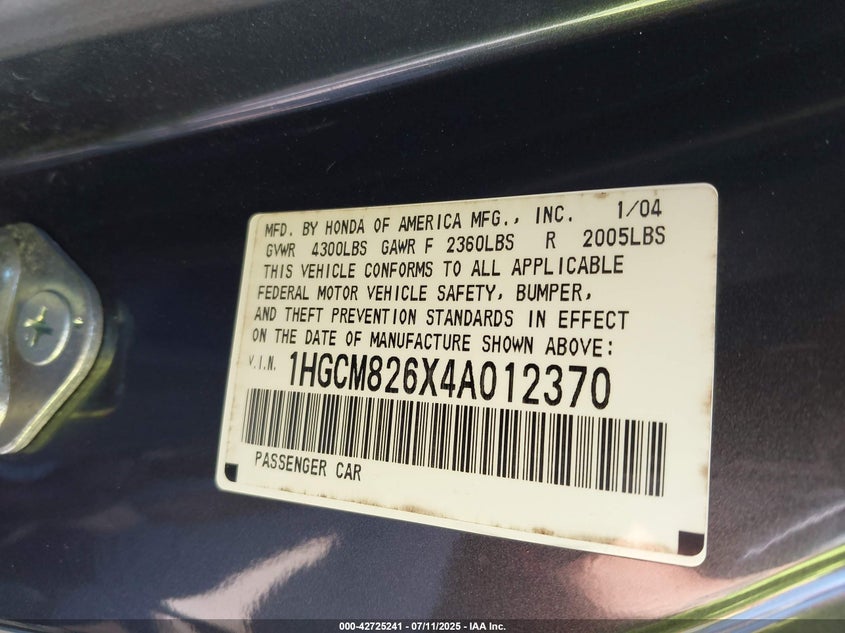 MFD. BY HONDA OF AMERICA MFG., INC. 1/04
GVWR 4300LBS GAWR F 2360LBS R 2005LBS
THIS VEHICLE CONFORMS TO ALL APPLICABLE
FEDERAL MOTOR VEHICLE SAFETY, BUMPER,
AND THEFT PREVENTION STANDARDS IN EFFECT
ON THE DATE OF MANUFACTURE SHOWN ABOVE:
V.I.N. 1HGCM826X4A012370
PASSENGER CAR
000-42725241 - 07/11/2025 - IAA Inc.